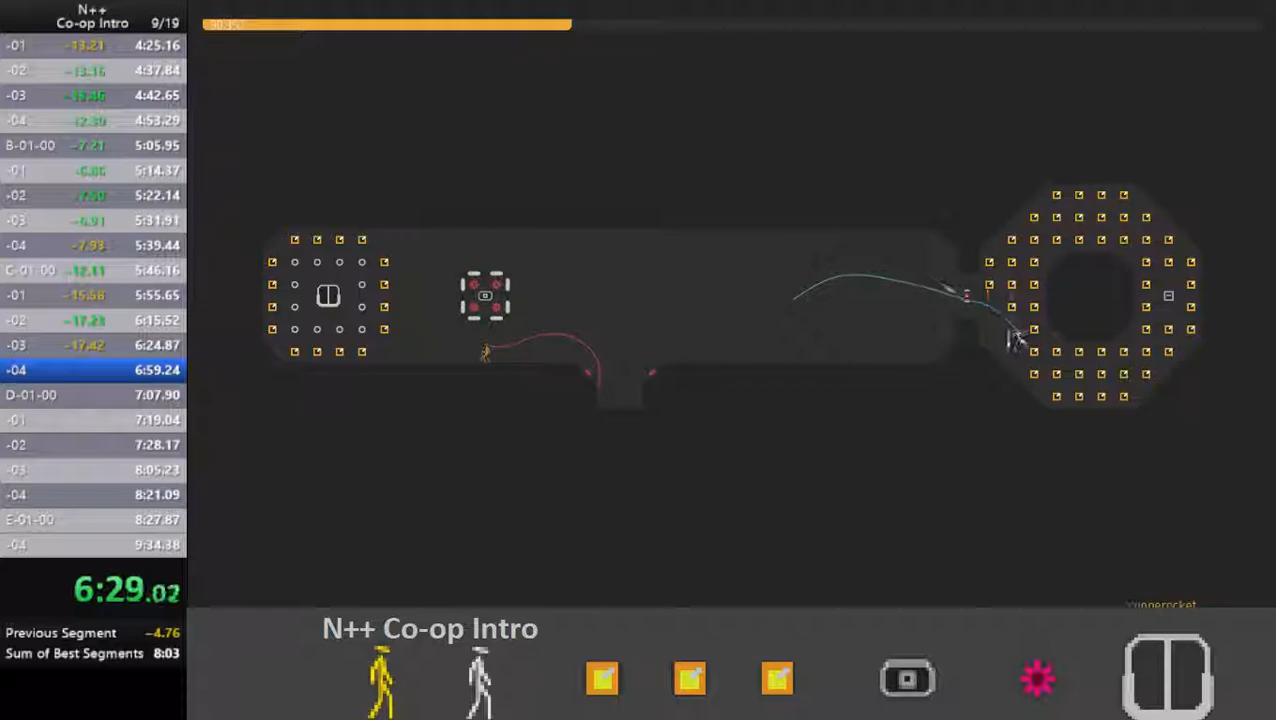 N++
Co-op Intro 9/19
-01 -13.21 4:25.16
-02 -13.16 4:37.84
-03 4:42.65
-04 4:53.29
B-01-00 -7.21 5:05.95
-01 5:14.37
-02 5:22.14
-03 -6.91 5:31.91
-04 -7.93 5:39.44
C-01-00 -12.11 5:46.16
-01 -15.58 5:55.65
-02 -17.23 6:15.52
-03 -17.42 6:24.87
-04 6:59.24
D-01-00 7:07.90
-01 7:19.04
-02 7:28.17
-03 8:05.23
-04 8:21.09
E-01-00 8:27.87
-04 9:34.38
6:29.02
Previous Segment -4.76
Sum of Best Segments 8:03
N++ Co-op Intro